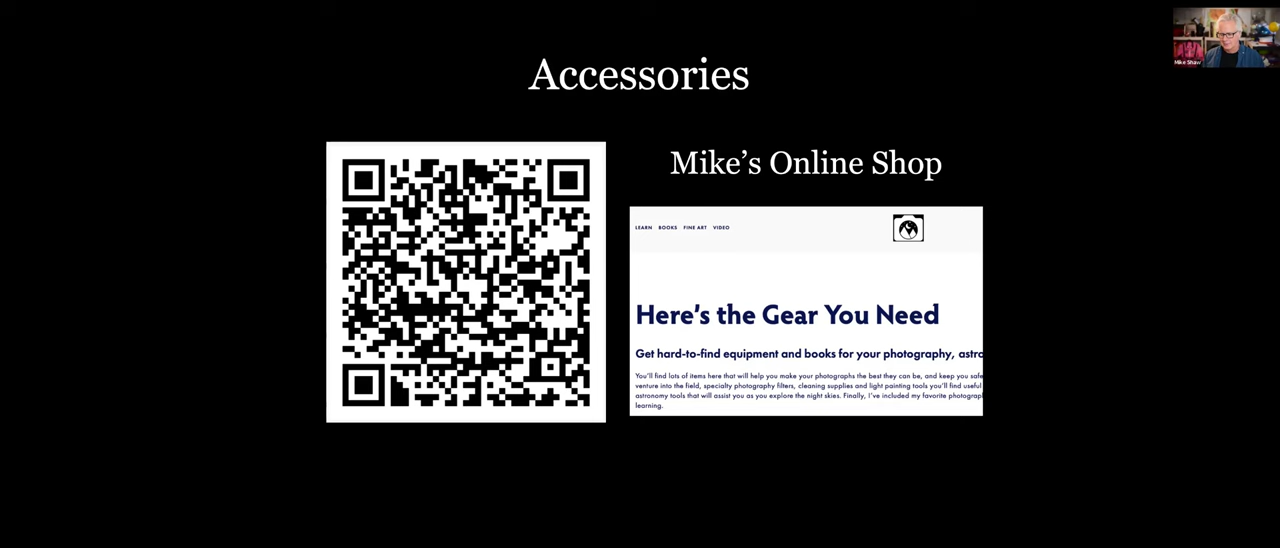 Accessories
Mike Shaw
Mike's Online Shop
LEARN BOOKS FINE ART VIDEO
Here's the Gear You Need
Get hard-to-find equipment and books for your photography, astro
You'll find lots of items here that will help you make your photographs the best they can be, and keep you safe
venture into the field, specialty photography filters, cleaning supplies and light painting tools you'll find useful
astronomy tools that will assist you as you explore the night skies. Finally, I've included my favorite photograp
learning.